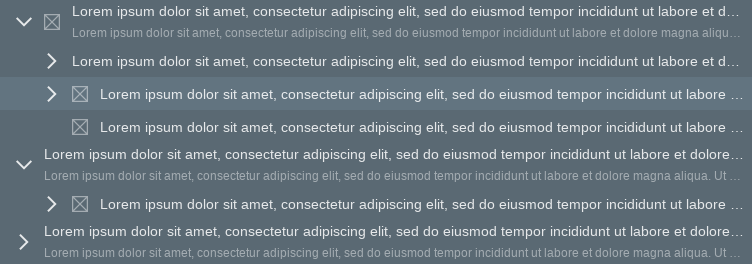 Lorem ipsum dolor sit amet, consectetur adipiscing elit, sed do eiusmod tempor incididunt ut labore et d...
Lorem ipsum dolor sit amet, consectetur adipiscing elit, sed do eiusmod tempor incididunt ut labore et dolore magna aliqu...
Lorem ipsum dolor sit amet, consectetur adipiscing elit, sed do eiusmod tempor incididunt ut labore et d...
Lorem ipsum dolor sit amet, consectetur adipiscing elit, sed do eiusmod tempor incididunt ut labore ...
Lorem ipsum dolor sit amet, consectetur adipiscing elit, sed do eiusmod tempor incididunt ut labore ...
Lorem ipsum dolor sit amet, consectetur adipiscing elit, sed do eiusmod tempor incididunt ut labore et dolore...
Lorem ipsum dolor sit amet, consectetur adipiscing elit, sed do eiusmod tempor incididunt ut labore et dolore magna aliqua. Ut ...
Lorem ipsum dolor sit amet, consectetur adipiscing elit, sed do eiusmod tempor incididunt ut labore ...
Lorem ipsum dolor sit amet, consectetur adipiscing elit, sed do eiusmod tempor incididunt ut labore et dolore...
Lorem ipsum dolor sit amet, consectetur adipiscing elit, sed do eiusmod tempor incididunt ut labore et dolore magna aliqua. Ut ...